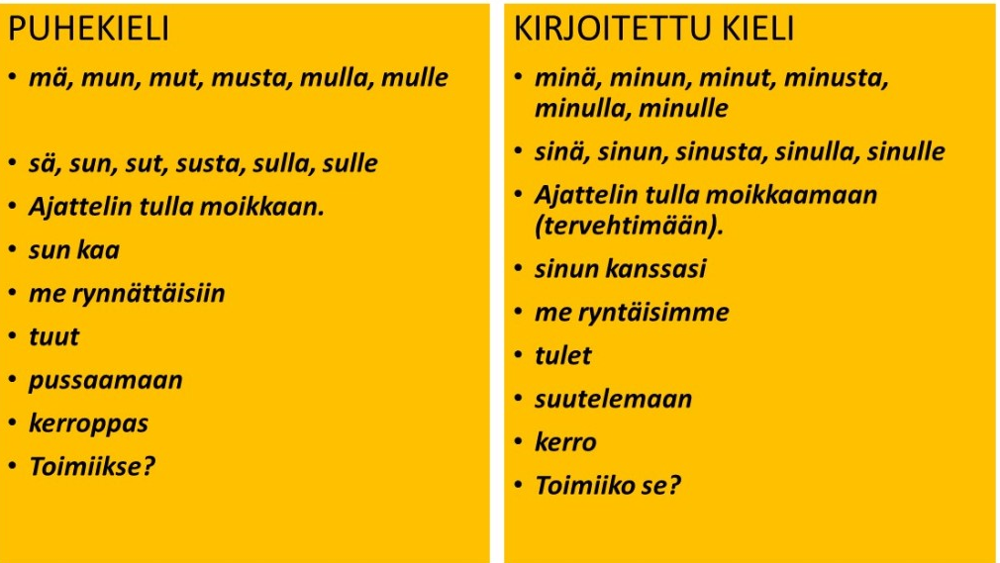 PUHEKIELI
• mä, mun, mut, musta, mulla, mulle
• sä, sun, sut, susta, sulla, sulle
• Ajattelin tulla moikkaan.
• sun kaa
• me rynnättäisiin
• tuut
• pussaamaan
• kerroppas
• Toimiikse?
KIRJOITETTU KIELI
• minä, minun, minut, minusta,
minulla, minulle
• sinä, sinun, sinusta, sinulla, sinulle
• Ajattelin tulla moikkaamaan
(tervehtimään).
• sinun kanssasi
• me ryntäisimme
• tulet
• suutelemaan
• kerro
• Toimiiko se?